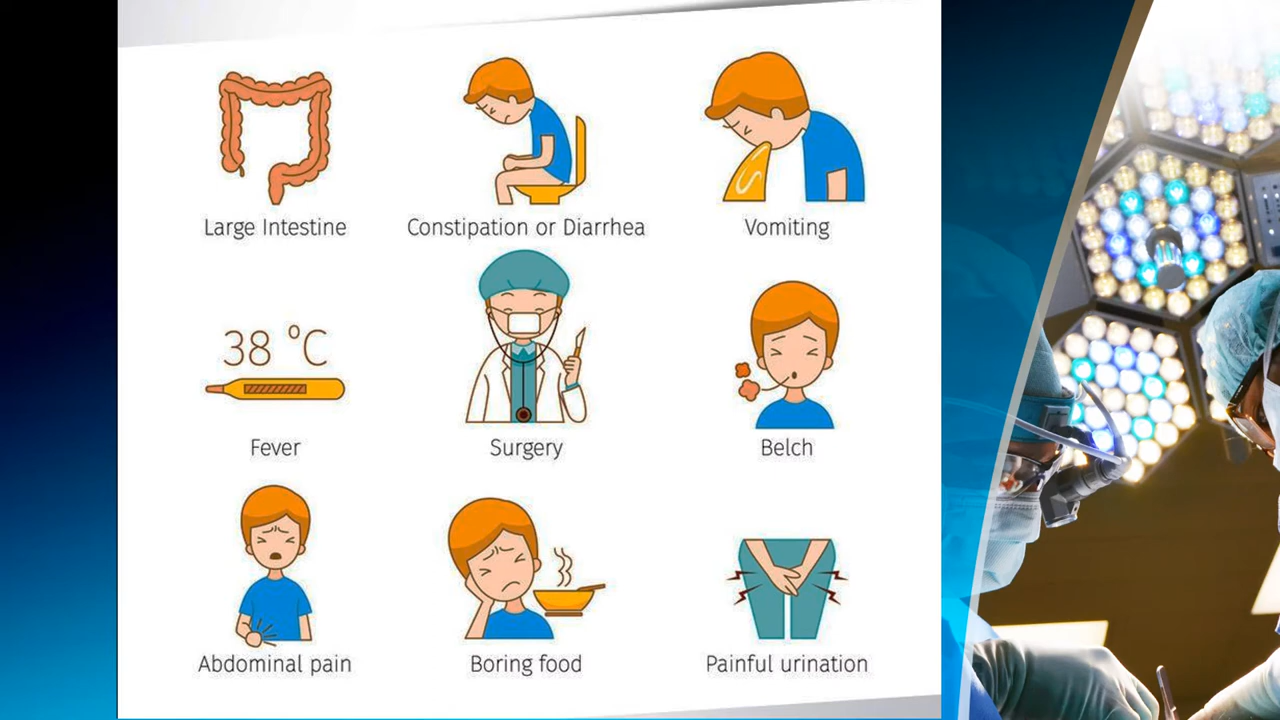 Large Intestine
Constipation or Diarrhea
Vomiting
38 °C
Fever
Surgery
Belch
Abdominal pain
Boring food
Painful urination